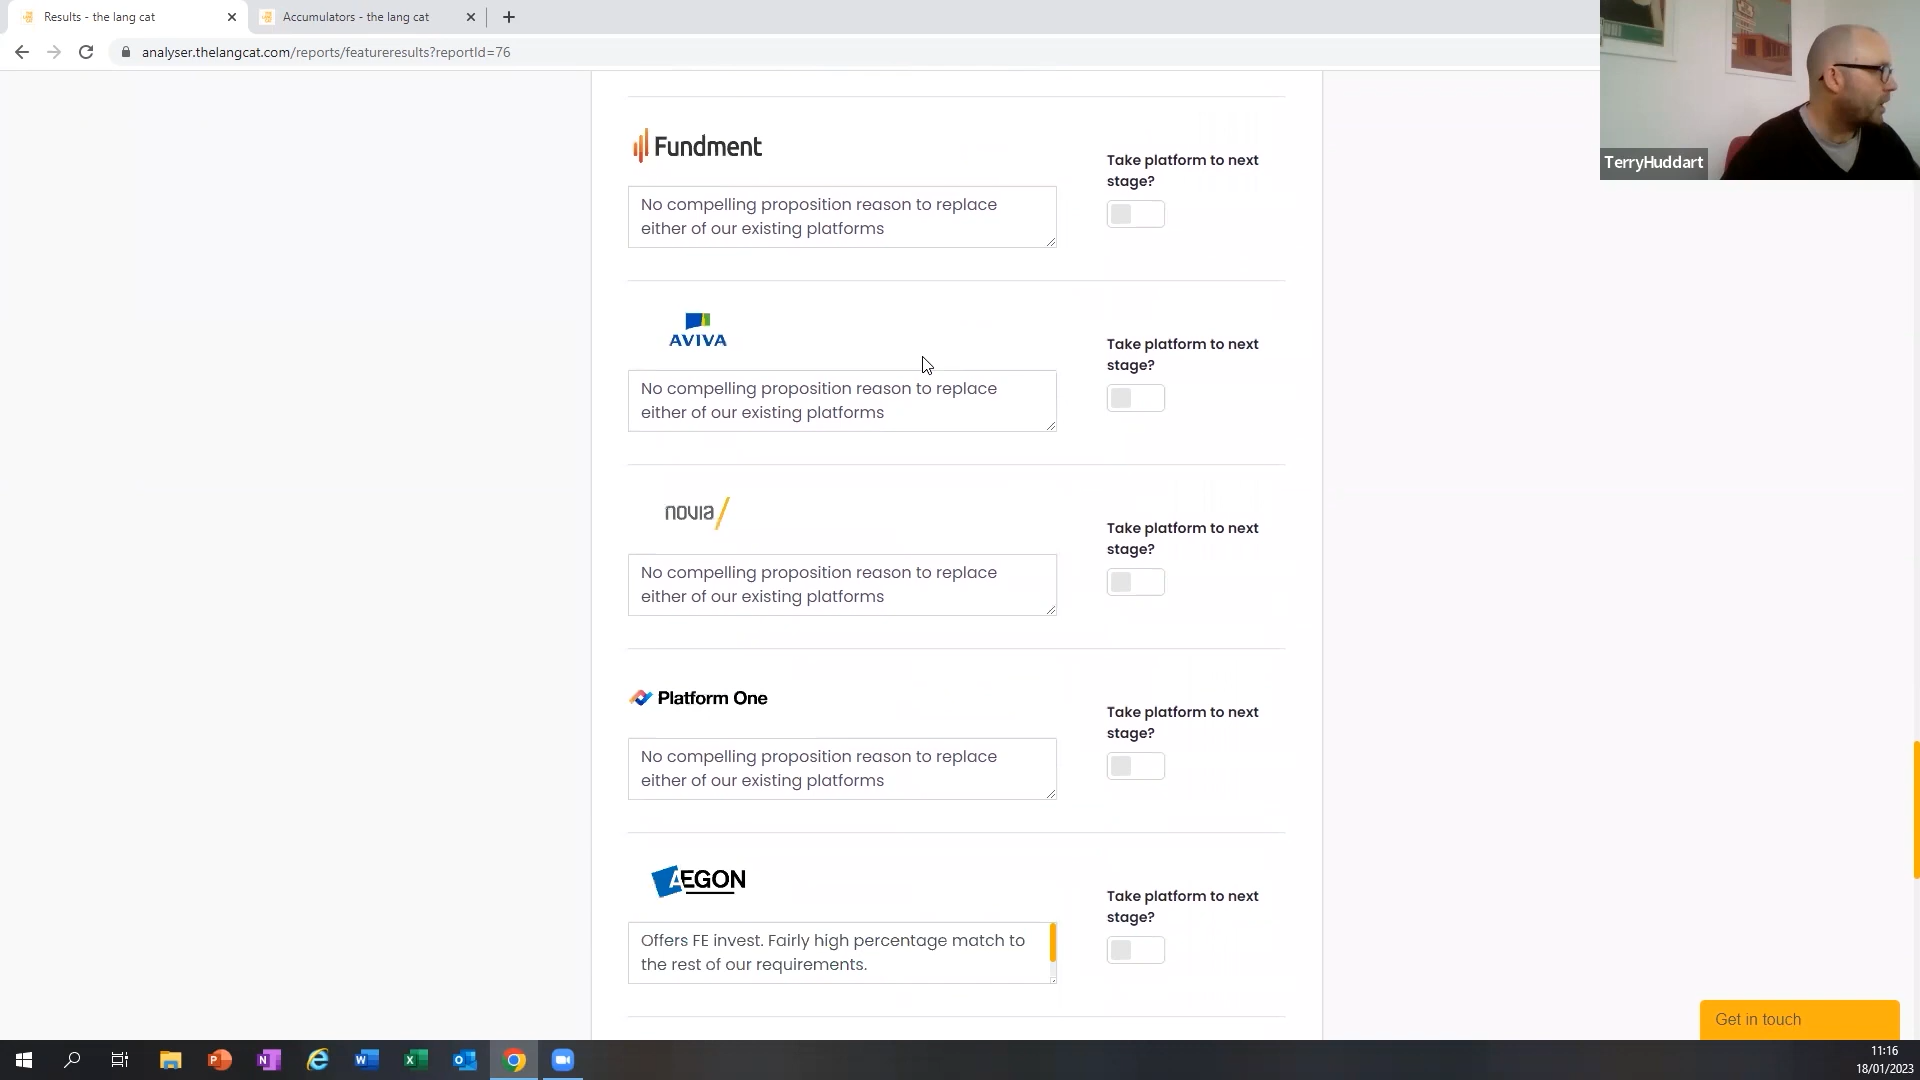 Results - the lang cat
Accumulators - the lang cat
analyser.thelangcat.com/reports/featureresults?reportId=76
TerryHuddart
Fundment
Take platform to next
stage?
No compelling proposition reason to replace
either of our existing platforms
AVIVA
Take platform to next
stage?
No compelling proposition reason to replace
either of our existing platforms
novia
Take platform to next
stage?
No compelling proposition reason to replace
either of our existing platforms
Platform One
Take platform to next
stage?
No compelling proposition reason to replace
either of our existing platforms
AEGON
Take platform to next
stage?
Offers FE invest. Fairly high percentage match to
the rest of our requirements.
Get in touch
11:16
18/01/2023